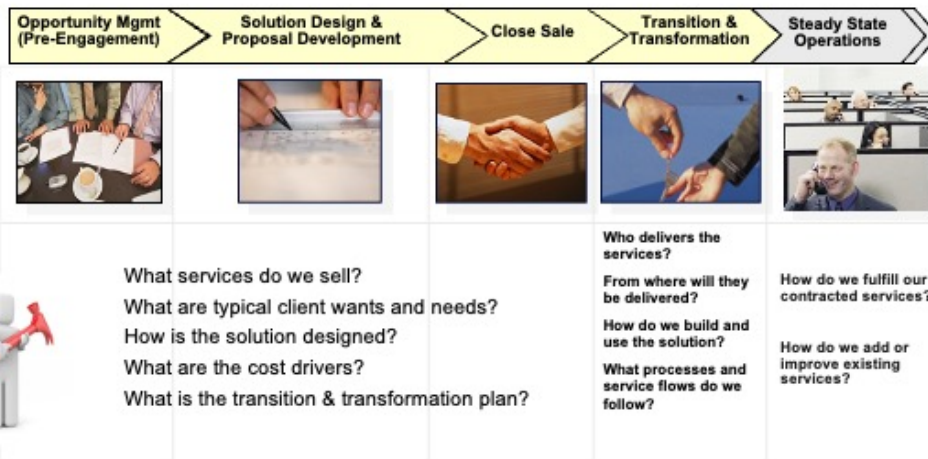 Opportunity Mgmt
(Pre-Engagement)
Solution Design &
Proposal Development
Close Sale
Transition &
Transformation
Steady State
Operations
What services do we sell?
What are typical client wants and needs?
How is the solution designed?
What are the cost drivers?
What is the transition & transformation plan?
Who delivers the
services?
From where will they
be delivered?
How do we build and
use the solution?
What processes and
service flows do we
follow?
How do we fulfill our
contracted services?
How do we add or
improve existing
services?